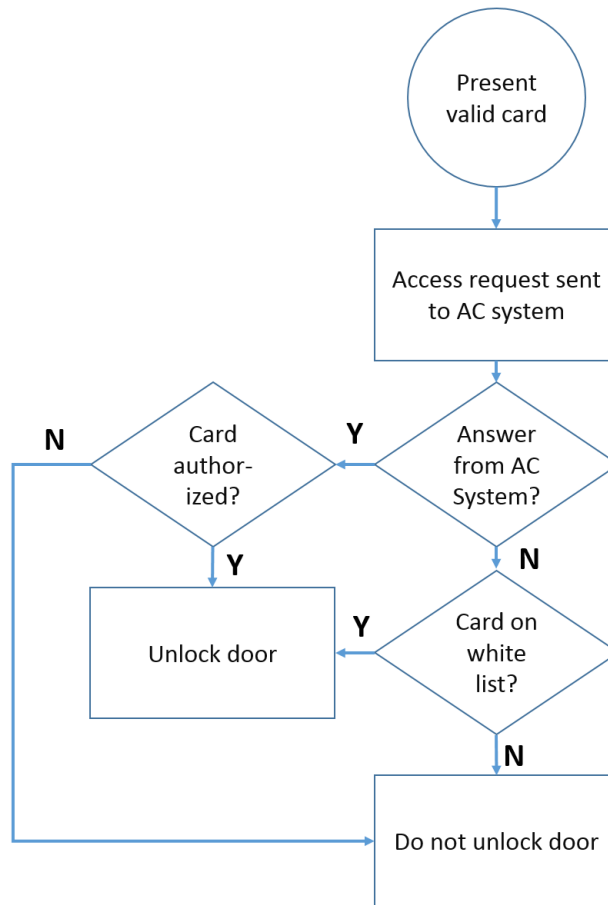 Present
valid card
Access request sent
to AC system
N
Card
author-
ized?
Y
Answer
from AC
System?
Y
N
Unlock door
Y
Card on
white
list?
N
Do not unlock door